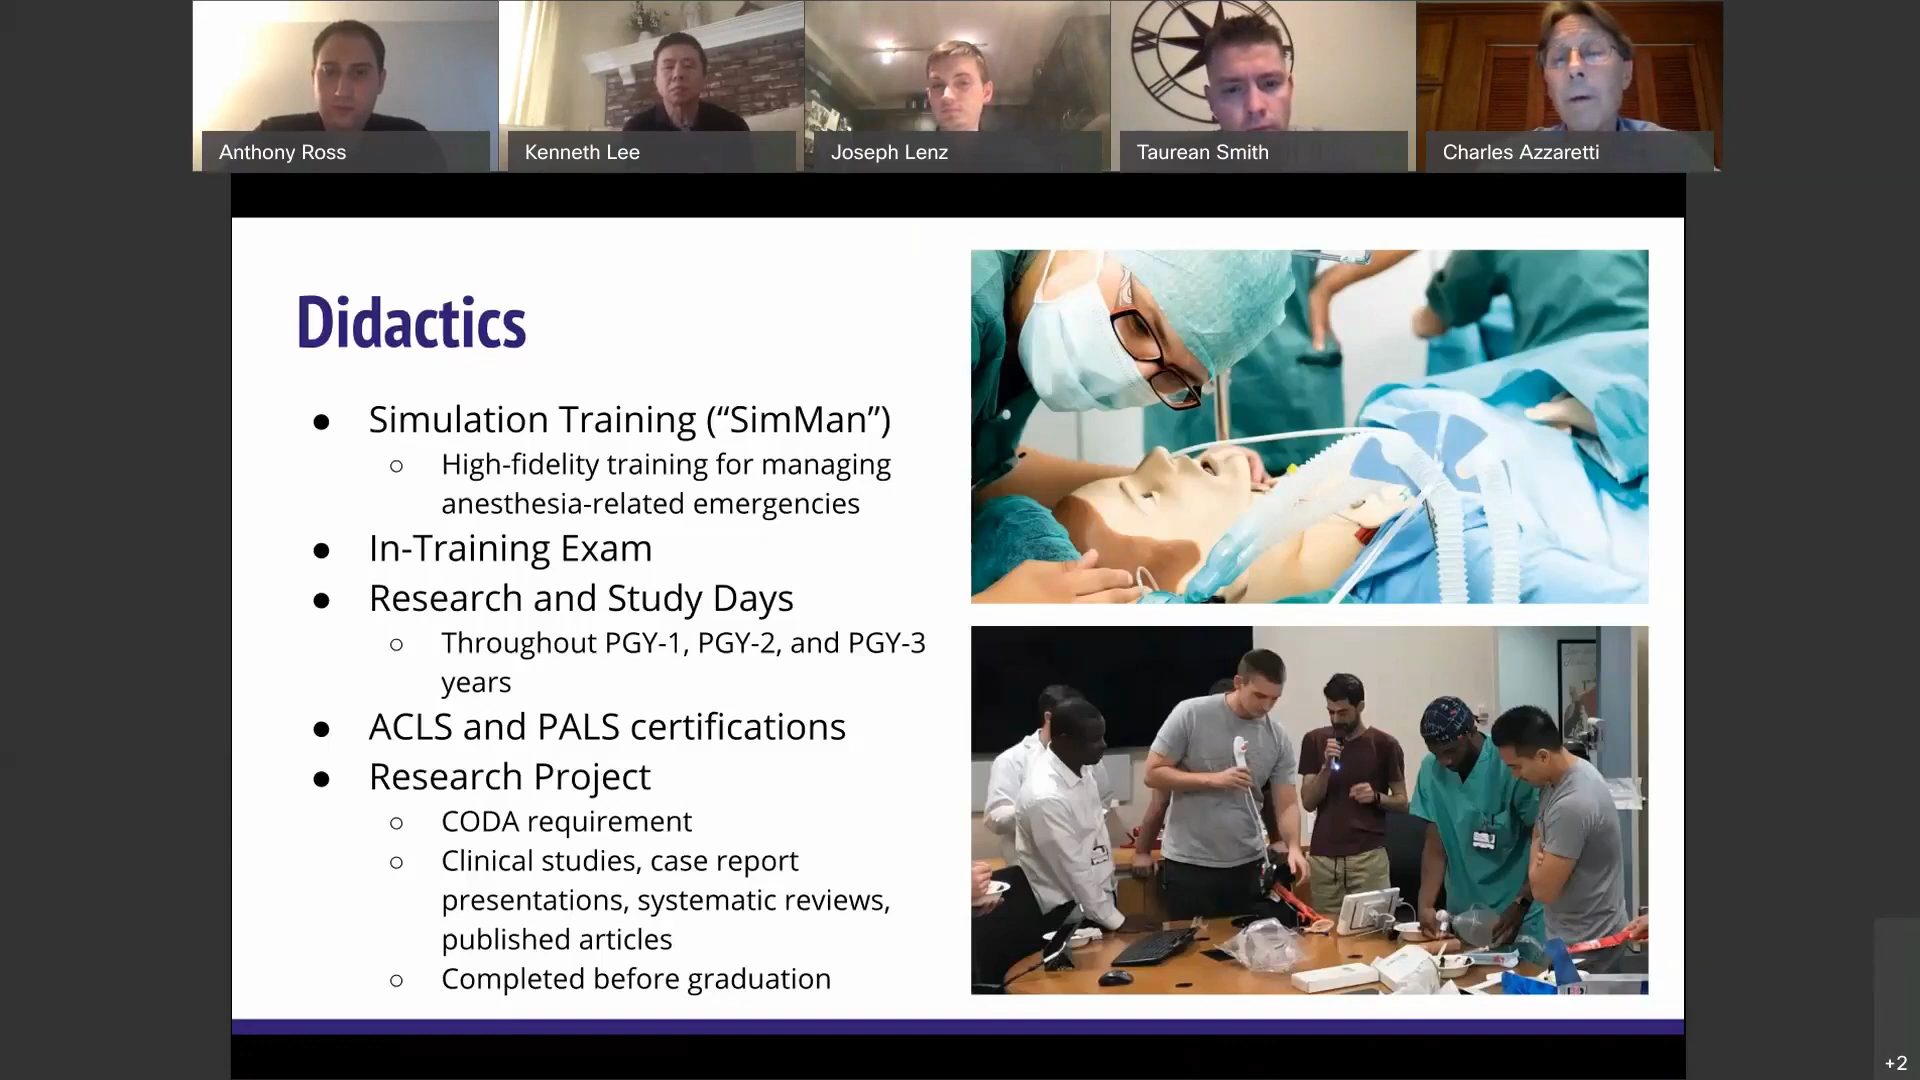 Anthony Ross
Kenneth Lee
Joseph Lenz
Taurean Smith
Charles Azzaretti
W
Didactics
● Simulation Training (“SimMan”)
○ High-fidelity training for managing
anesthesia-related emergencies
● In-Training Exam
● Research and Study Days
○ Throughout PGY-1, PGY-2, and PGY-3
years
● ACLS and PALS certifications
● Research Project
○ CODA requirement
○ Clinical studies, case report
presentations, systematic reviews,
published articles
○ Completed before graduation
+2